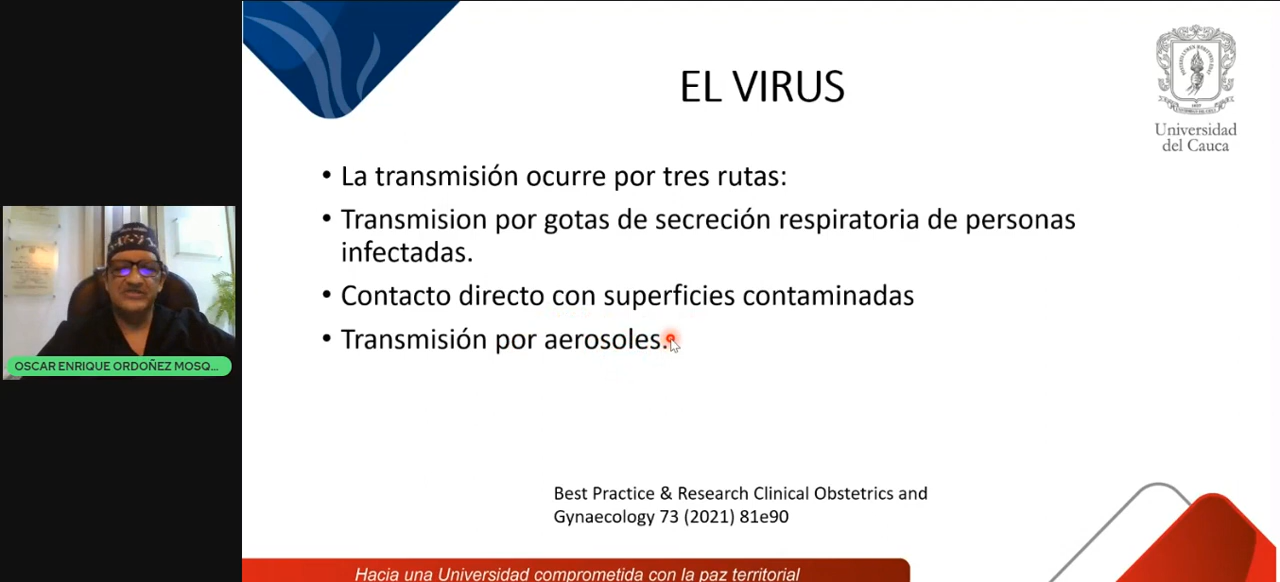 EL VIRUS
Universidad
del Cauca
• La transmisión ocurre por tres rutas:
• Transmision por gotas de secreción respiratoria de personas
infectadas.
• Contacto directo con superficies contaminadas
• Transmisión por aerosoles.
OSCAR ENRIQUE ORDOÑEZ MOSQ...
Best Practice & Research Clinical Obstetrics and
Gynaecology 73 (2021) 81e90
Hacia una Universidad comprometida con la paz territorial